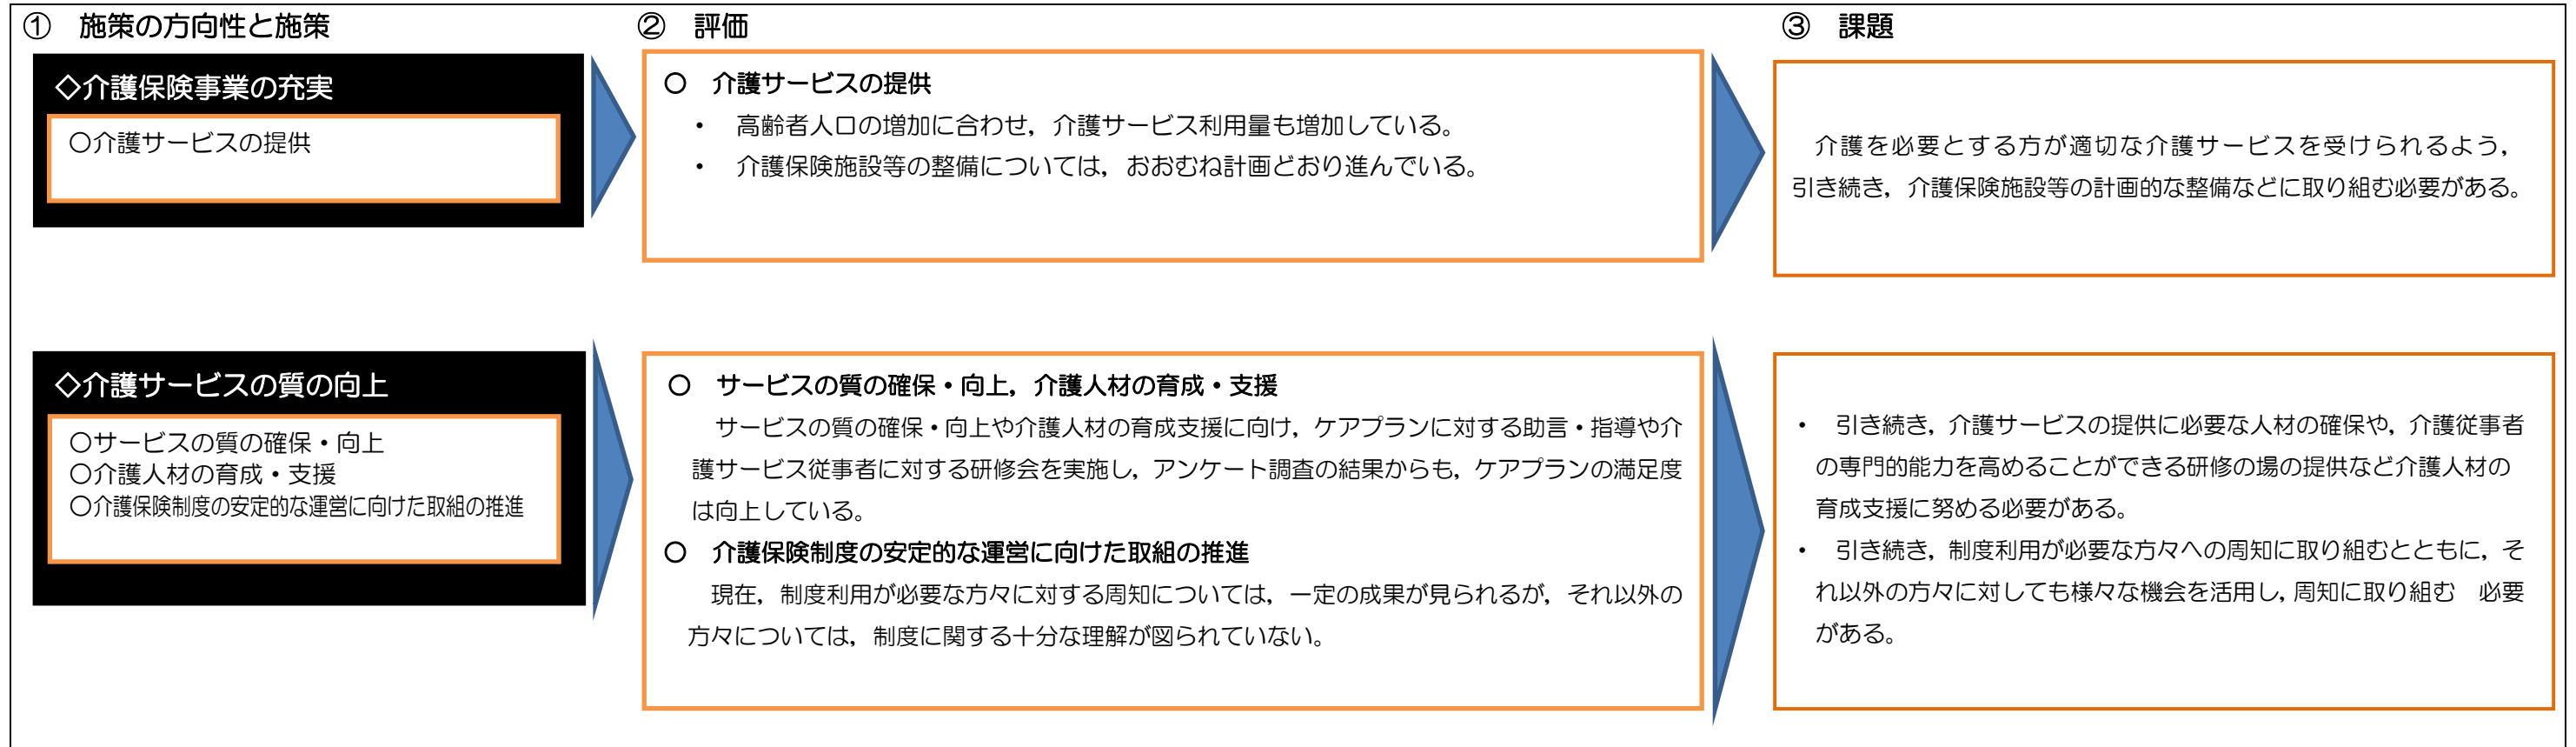 ① 施策の方向性と施策
② 評価
③ 課題
◇介護保険事業の充実
○介護サービスの提供
○ 介護サービスの提供
・ 高齢者人口の増加に合わせ，介護サービス利用量も増加している。
・ 介護保険施設等の整備については，おおむね計画どおり進んでいる。
介護を必要とする方が適切な介護サービスを受けられるよう，
引き続き，介護保険施設等の計画的な整備などに取り組む必要がある。
◇介護サービスの質の向上
○サービスの質の確保・向上
○介護人材の育成・支援
○介護保険制度の安定的な運営に向けた取組の推進
○ サービスの質の確保・向上，介護人材の育成・支援
サービスの質の確保・向上や介護人材の育成支援に向け，ケアプランに対する助言・指導や介
護サービス従事者に対する研修会を実施し，アンケート調査の結果からも，ケアプランの満足度
は向上している。
○ 介護保険制度の安定的な運営に向けた取組の推進
現在，制度利用が必要な方々に対する周知については，一定の成果が見られるが，それ以外の
方々については，制度に関する十分な理解が図られていない。
・ 引き続き，介護サービスの提供に必要な人材の確保や，介護従事者
の専門的能力を高めることができる研修の場の提供など介護人材の
育成支援に努める必要がある。
・ 引き続き，制度利用が必要な方々への周知に取り組むとともに，そ
れ以外の方々に対しても様々な機会を活用し，周知に取り組む 必要
がある。